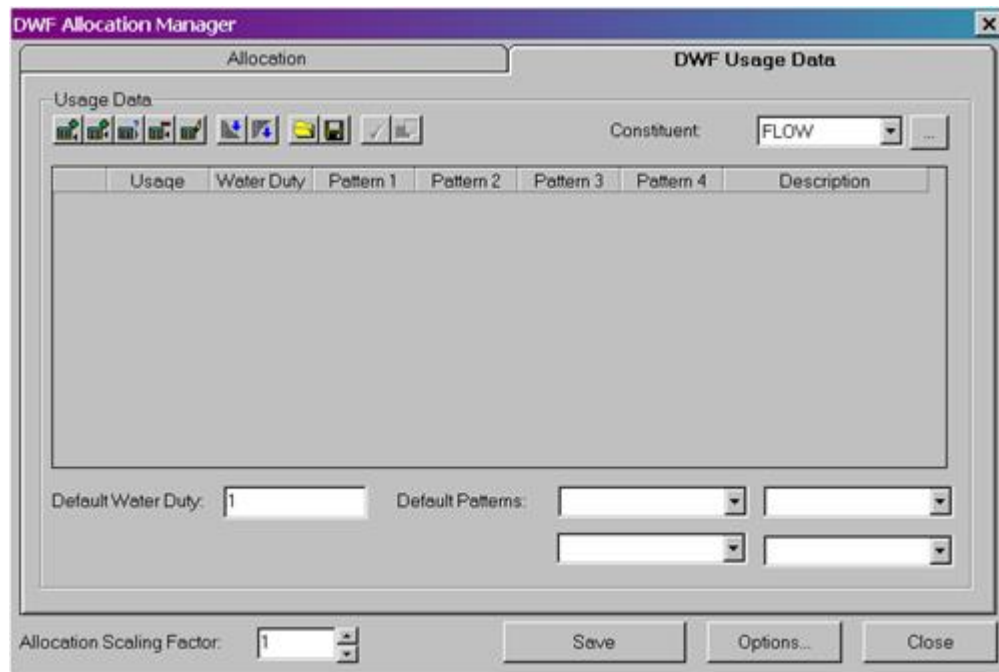 DWF Allocation Manager
Allocation
DWF Usage Data
Usage Data
Constituent:
FLOW
...
Usage Water Duty Pattern 1 Pattern 2 Pattern 3 Pattern 4 Description
Default Water Duty: 1 Default Patterns:
Allocation Scaling Factor: 1 Save Options... Close